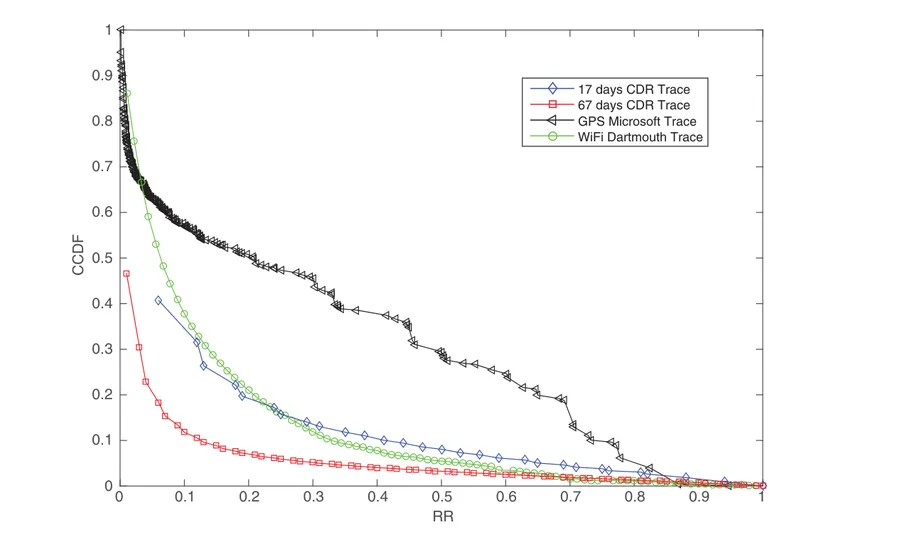 1
0.9
0.8
0.7
0.6
0.5
0.4
0.3
0.2
0.1
0
CCDF
17 days CDR Trace
67 days CDR Trace
GPS Microsoft Trace
WiFi Dartmouth Trace
0 0.1 0.2 0.3 0.4 0.5 0.6 0.7 0.8 0.9 1
RR